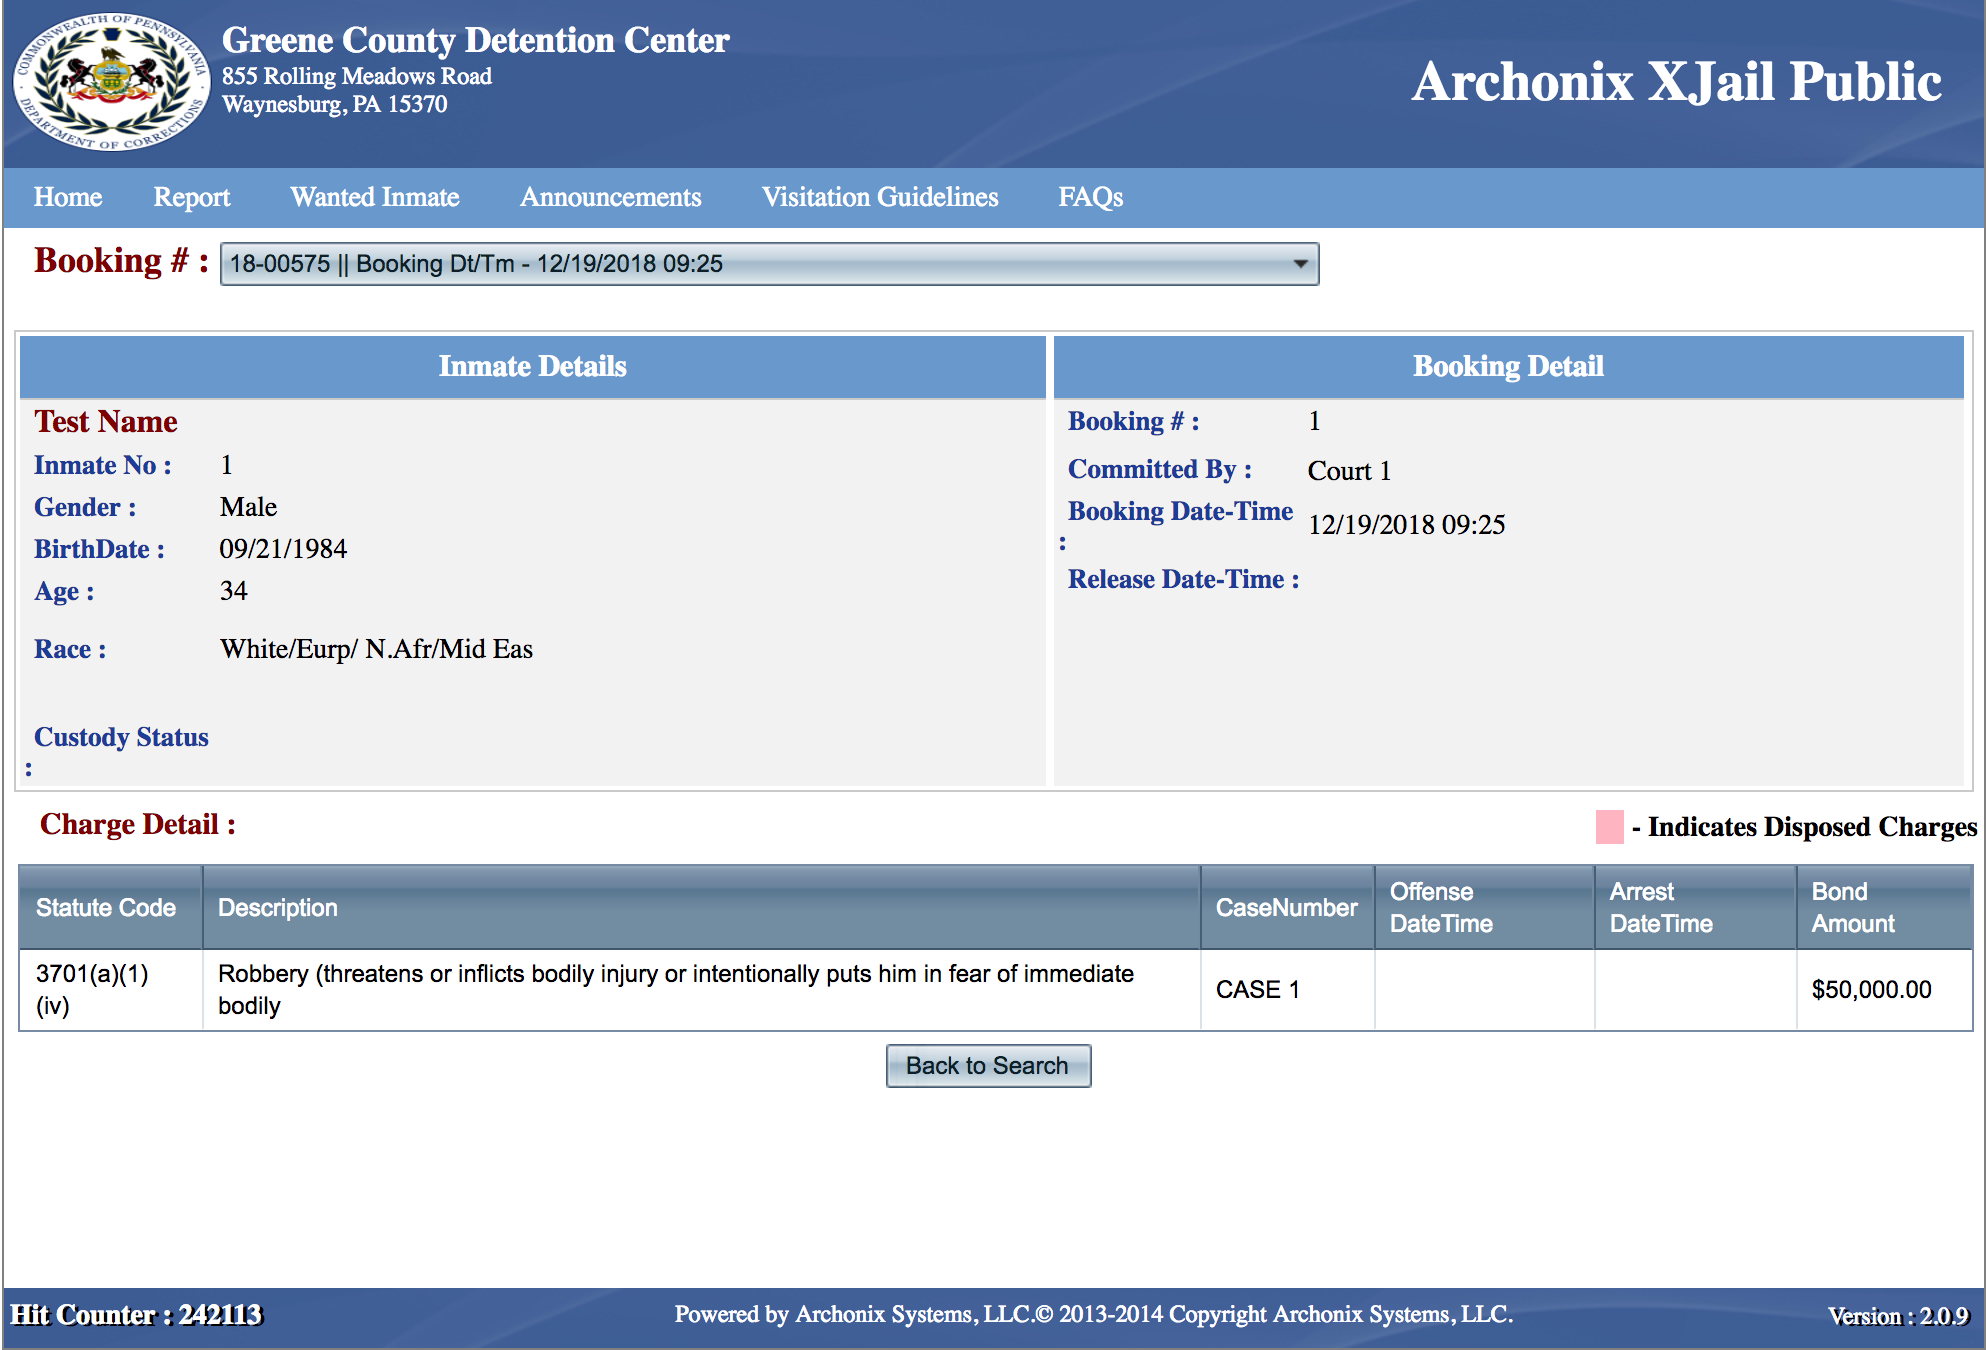 COMMONWEALTH OF PENNSYLVANIA
DEPARTMENT OF CORRECTIONS
Greene County Detention Center
855 Rolling Meadows Road
Waynesburg, PA 15370
Archonix XJail Public
Home Report Wanted Inmate Announcements Visitation Guidelines FAQs
Booking # : 18-00575 || Booking Dt/Tm - 12/19/2018 09:25
Inmate Details
Test Name
Inmate No : 1
Gender : Male
BirthDate : 09/21/1984
Age : 34
Race : White/Eurp/ N.Afr/Mid Eas
Custody Status
:
Booking Detail
Booking # : 1
Committed By : Court 1
Booking Date-Time 12/19/2018 09:25
:
Release Date-Time :
Charge Detail :
- Indicates Disposed Charges
Statute Code Description CaseNumber Offense DateTime Arrest DateTime Bond Amount
3701(a)(1) Robbery (threatens or inflicts bodily injury or intentionally puts him in fear of immediate CASE 1 $50,000.00
(iv) bodily
Back to Search
Hit Counter : 242113
Powered by Archonix Systems, LLC.© 2013-2014 Copyright Archonix Systems, LLC.
Version : 2.0.9